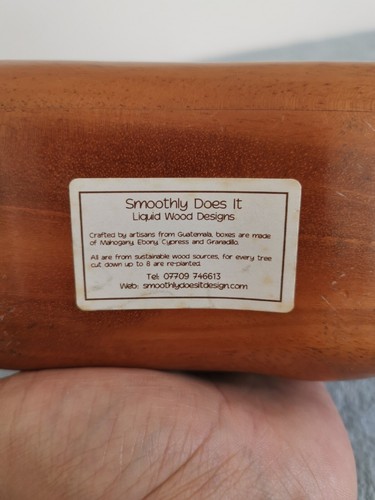 Smoothly Does It
Liquid Wood Designs
Crafted by artisans from Guatemala, boxes are made
of Mahogany, Ebony, Cypress and Granadillo.
All are from sustainable wood sources, for every tree
cut down up to 8 are re-planted.
Tel: 07709 746613
Web: smoothlydoesitdesign.com